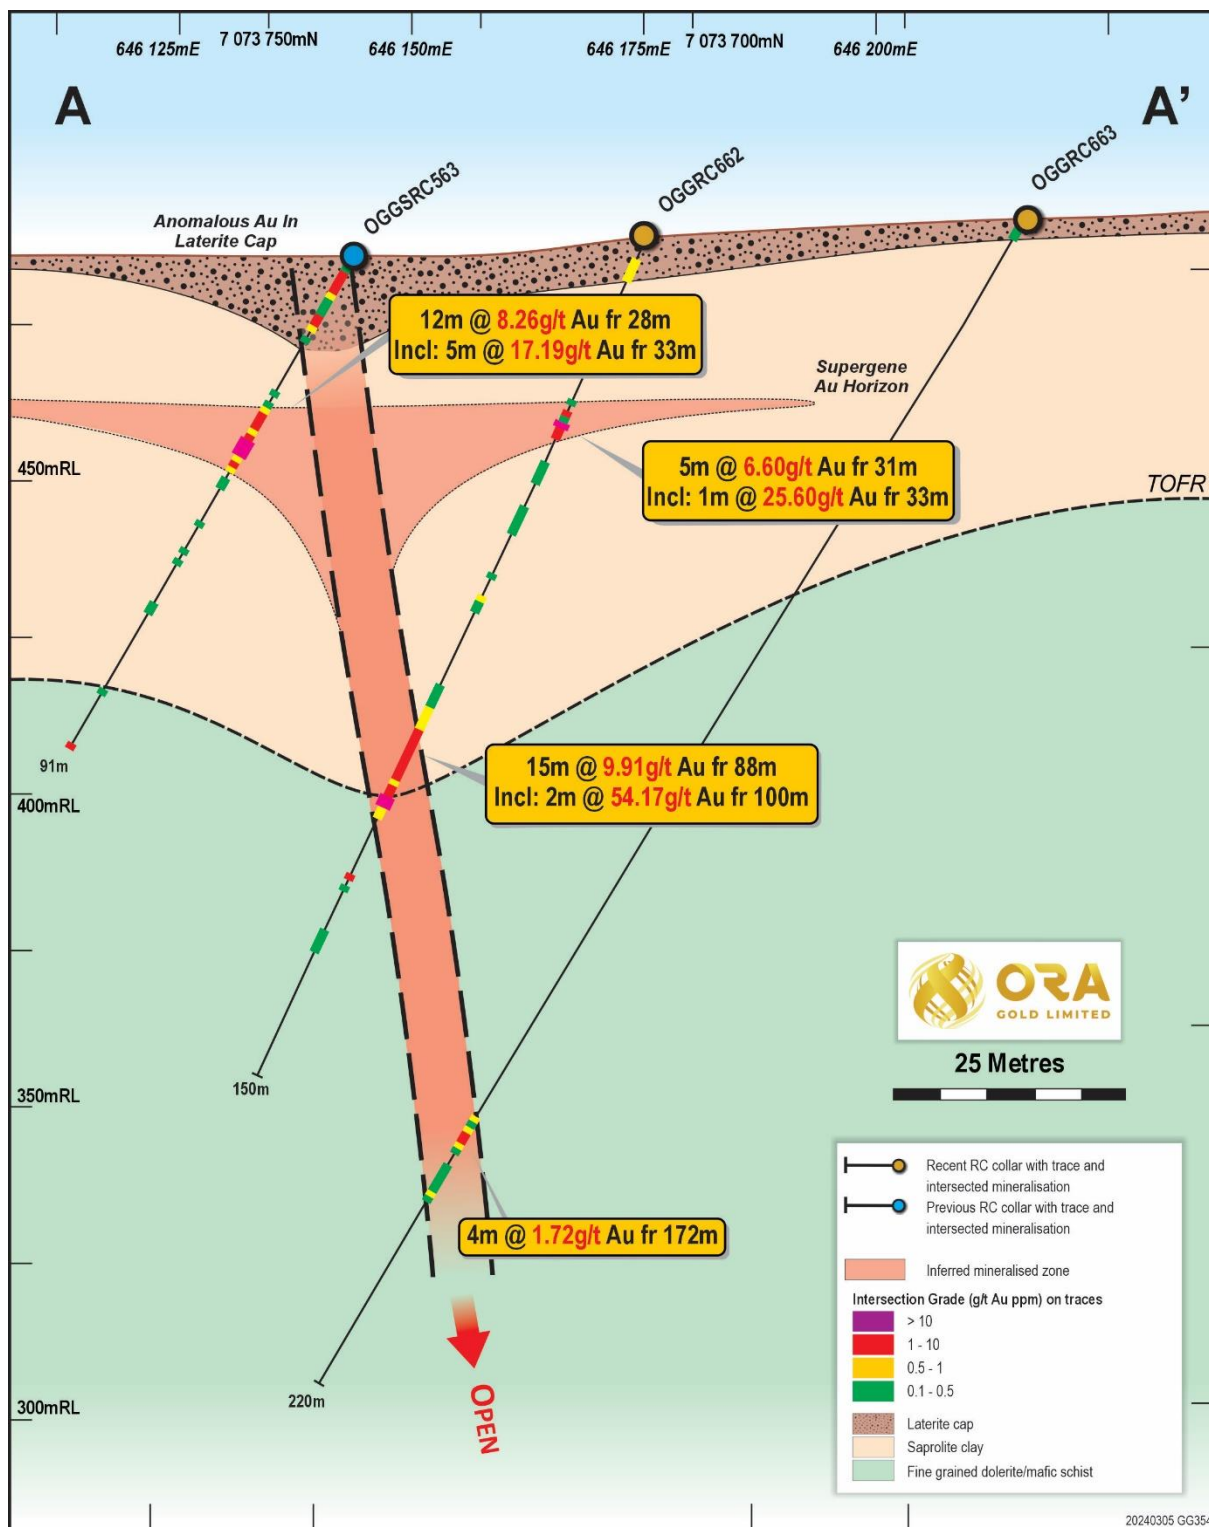 646 125mE
7 073 750mN
646 150mE
646 175mE
7 073 700mN
646 200mE
A
A'
OGGSRC563
OGGRC662
OGGRC663
Anomalous Au In
Laterite Cap
12m @ 8.26g/t Au fr 28m
Incl: 5m @ 17.19g/t Au fr 33m
Supergene
Au Horizon
450mRL
5m @ 6.60g/t Au fr 31m
Incl: 1m @ 25.60g/t Au fr 33m
TOFR
91m
400mRL
15m @ 9.91g/t Au fr 88m
Incl: 2m @ 54.17g/t Au fr 100m
ORA
GOLD LIMITED
25 Metres
150m
350mRL
4m @ 1.72g/t Au fr 172m
220m
300mRL
OPEN
Recent RC collar with trace and
intersected mineralisation
Previous RC collar with trace and
intersected mineralisation
Inferred mineralised zone
Intersection Grade (g/t Au ppm) on traces
> 10
1 - 10
0.5 - 1
0.1 - 0.5
Laterite cap
Saprolite clay
Fine grained dolerite/mafic schist
20240305 GG354